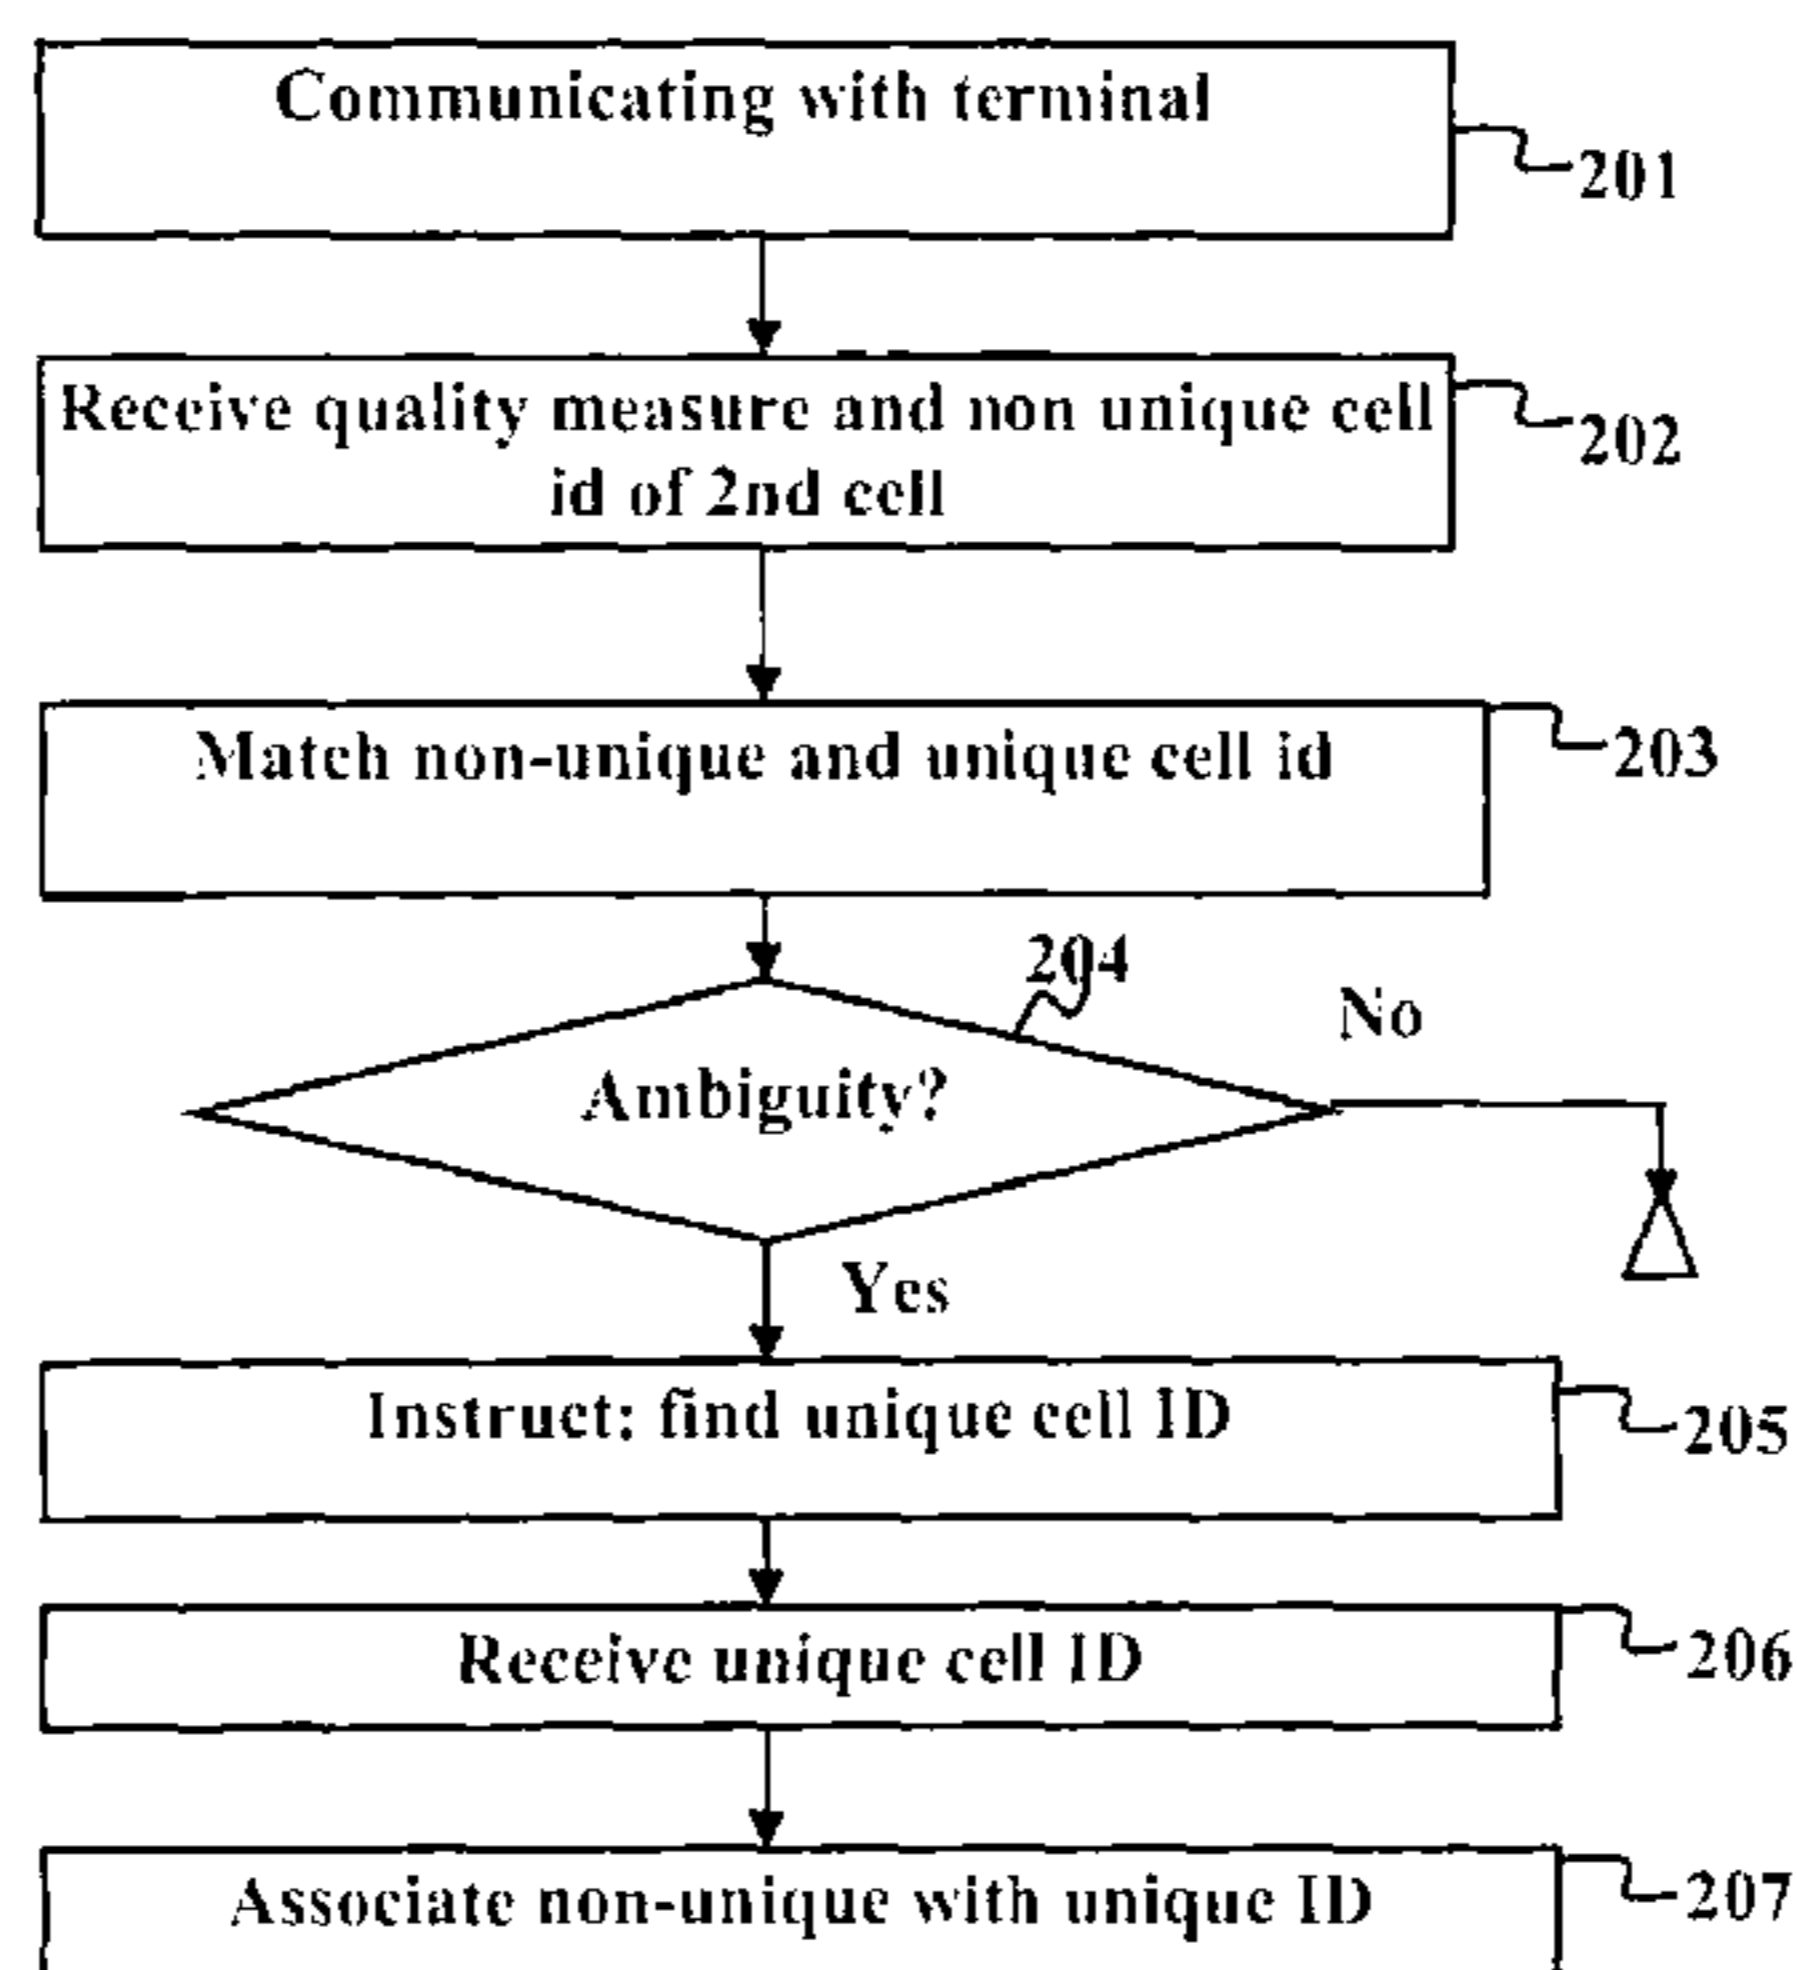 Communicating with terminal
201
Receive quality measure and non unique cell
id of 2nd cell
202
Match non-unique and unique cell id
203
204
No
Ambiguity?
Yes
Instruct: find unique cell ID
205
Receive unique cell ID
206
Associate non-unique with unique ID
207